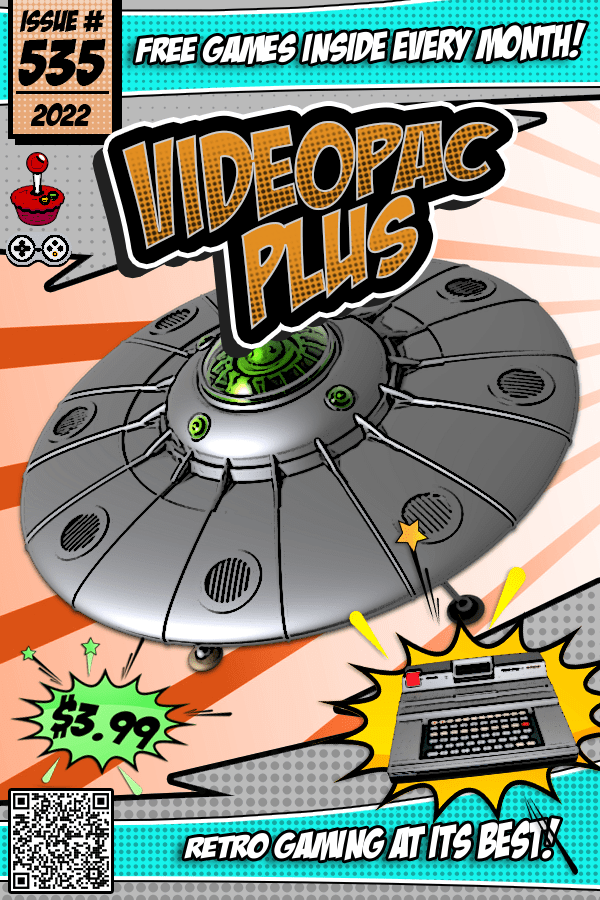 ISSUE #
535
2022
FREE GAMES INSIDE EVERY MONTH!
VIDEOPAC
PLUS
$3.99
RETRO GAMING AT ITS BEST!